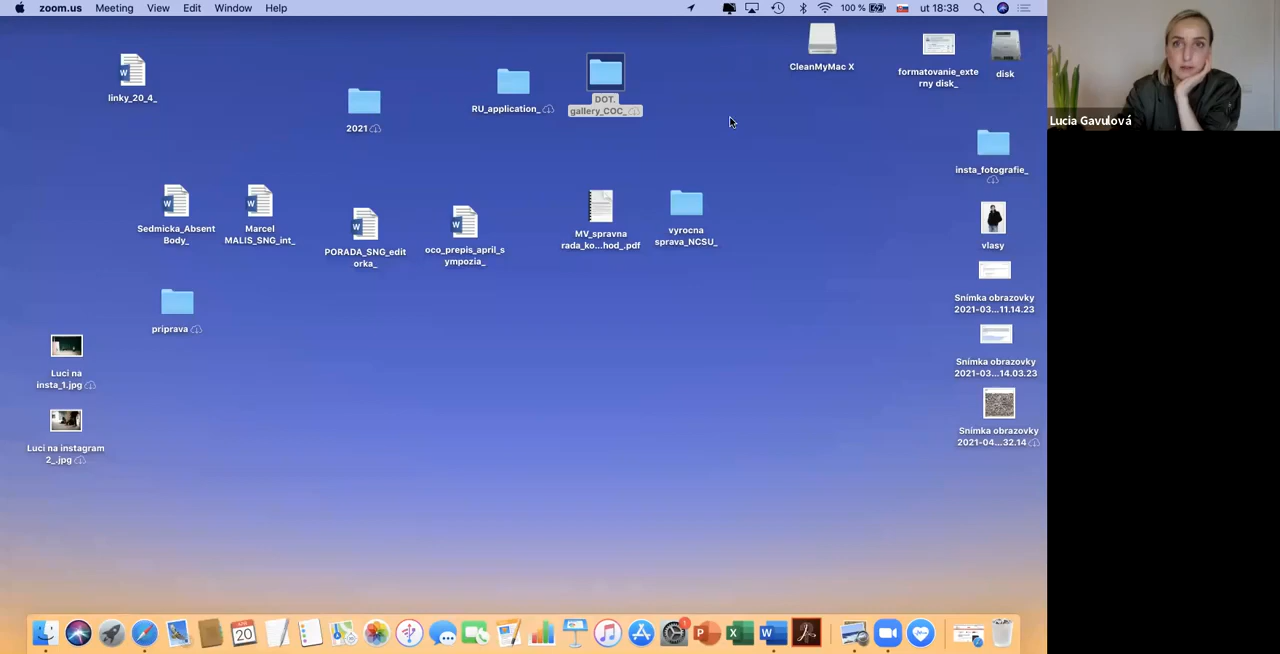 zoom.us Meeting View Edit Window Help
100 % ut 18:38
linky_20_4_
2021
RU_application_
DOT.
gallery_COC_
CleanMyMac X
formatovanie_exte
rny disk_
disk
Lucia Gavulová
insta_fotografie_
Sedmicka_Absent
Body_
Marcel
MALIS_SNG_int_
PORADA_SNG_edit
orka_
oco_prepis_april_s
ympozia_
MV_spravna
rada_ko...hod_.pdf
vyrocna
sprava_NCSU_
vlasy
priprava
Snímka obrazovky
2021-03...11.14.23
Luci na
insta_1.jpg
Snímka obrazovky
2021-03...14.03.23
Luci na instagram
2_.jpg
Snímka obrazovky
2021-04...32.14
20
1